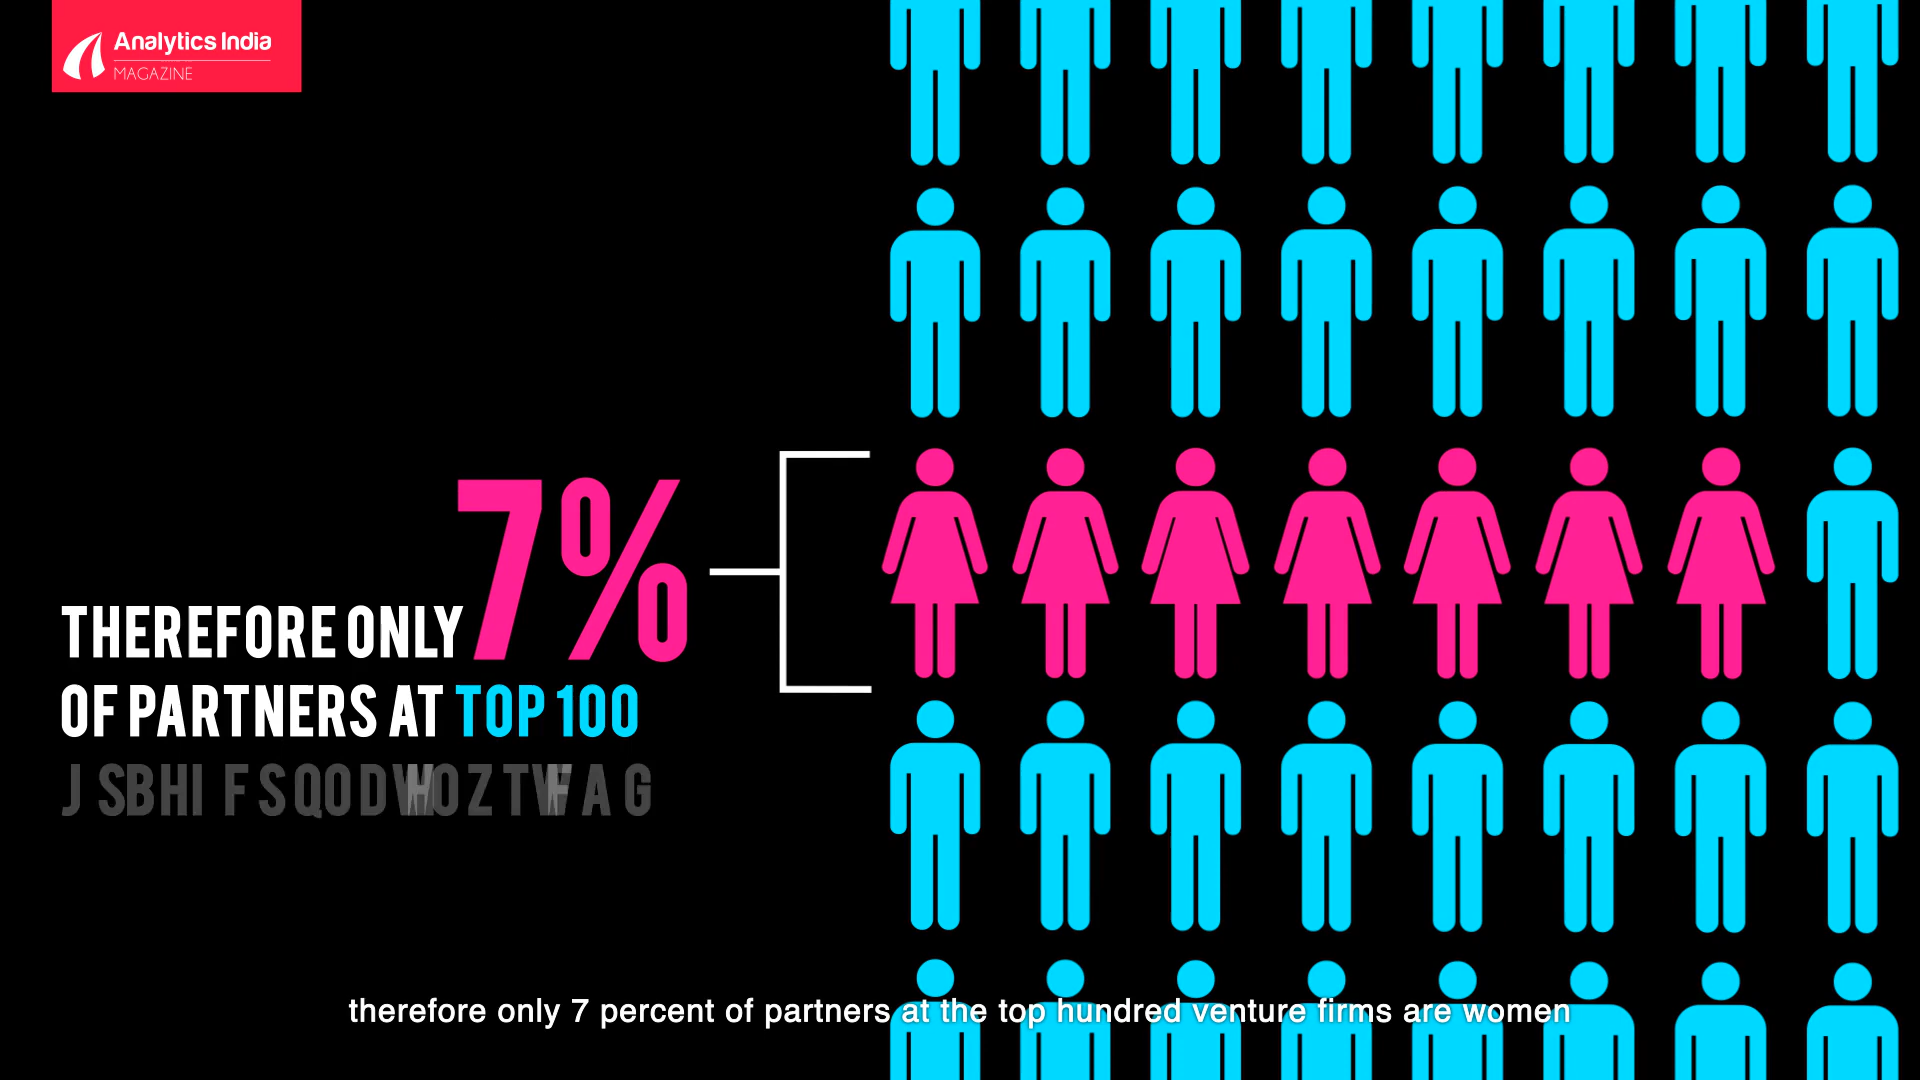 Analytics India
MAGAZINE
7%
THEREFORE ONLY
OF PARTNERS AT TOP 100
therefore only 7 percent of partners at the top hundred venture firms are women